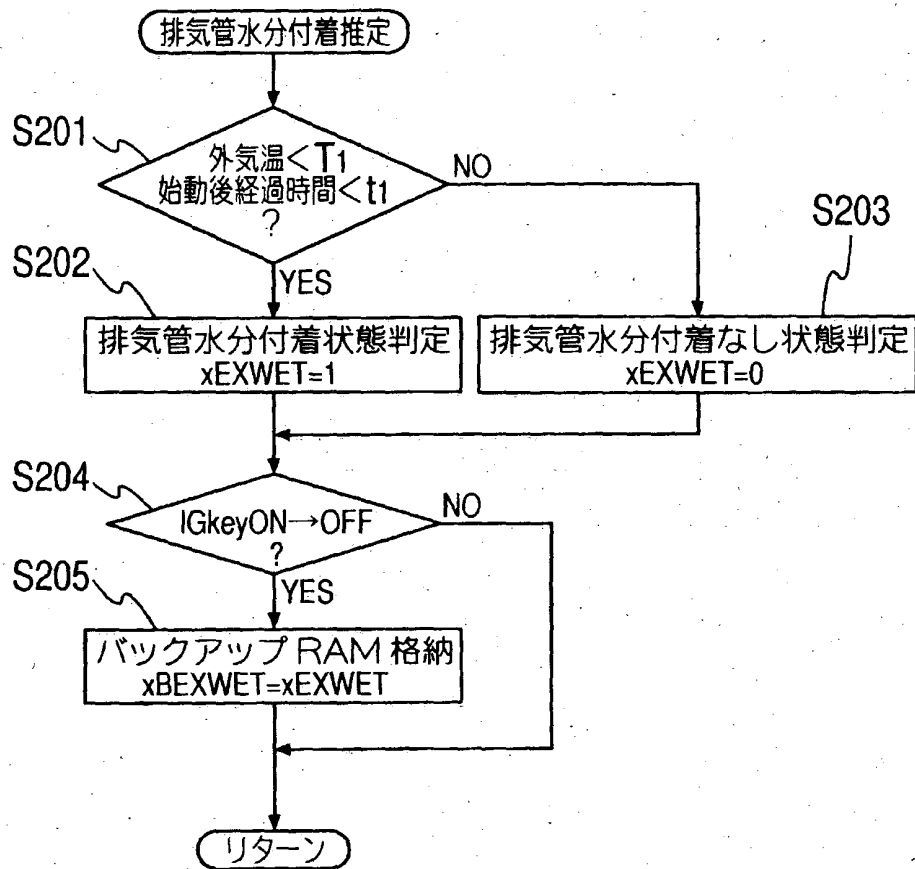 排気管水分付着推定
S201
外気温<T1
始動後経過時間<t1
?
NO
S203
S202
YES
排気管水分付着状態判定
xEXWET=1
排気管水分付着なし状態判定
xEXWET=0
S204
IGkeyON→OFF
?
NO
S205
YES
バックアップRAM格納
xBEXWET=xEXWET
リターン